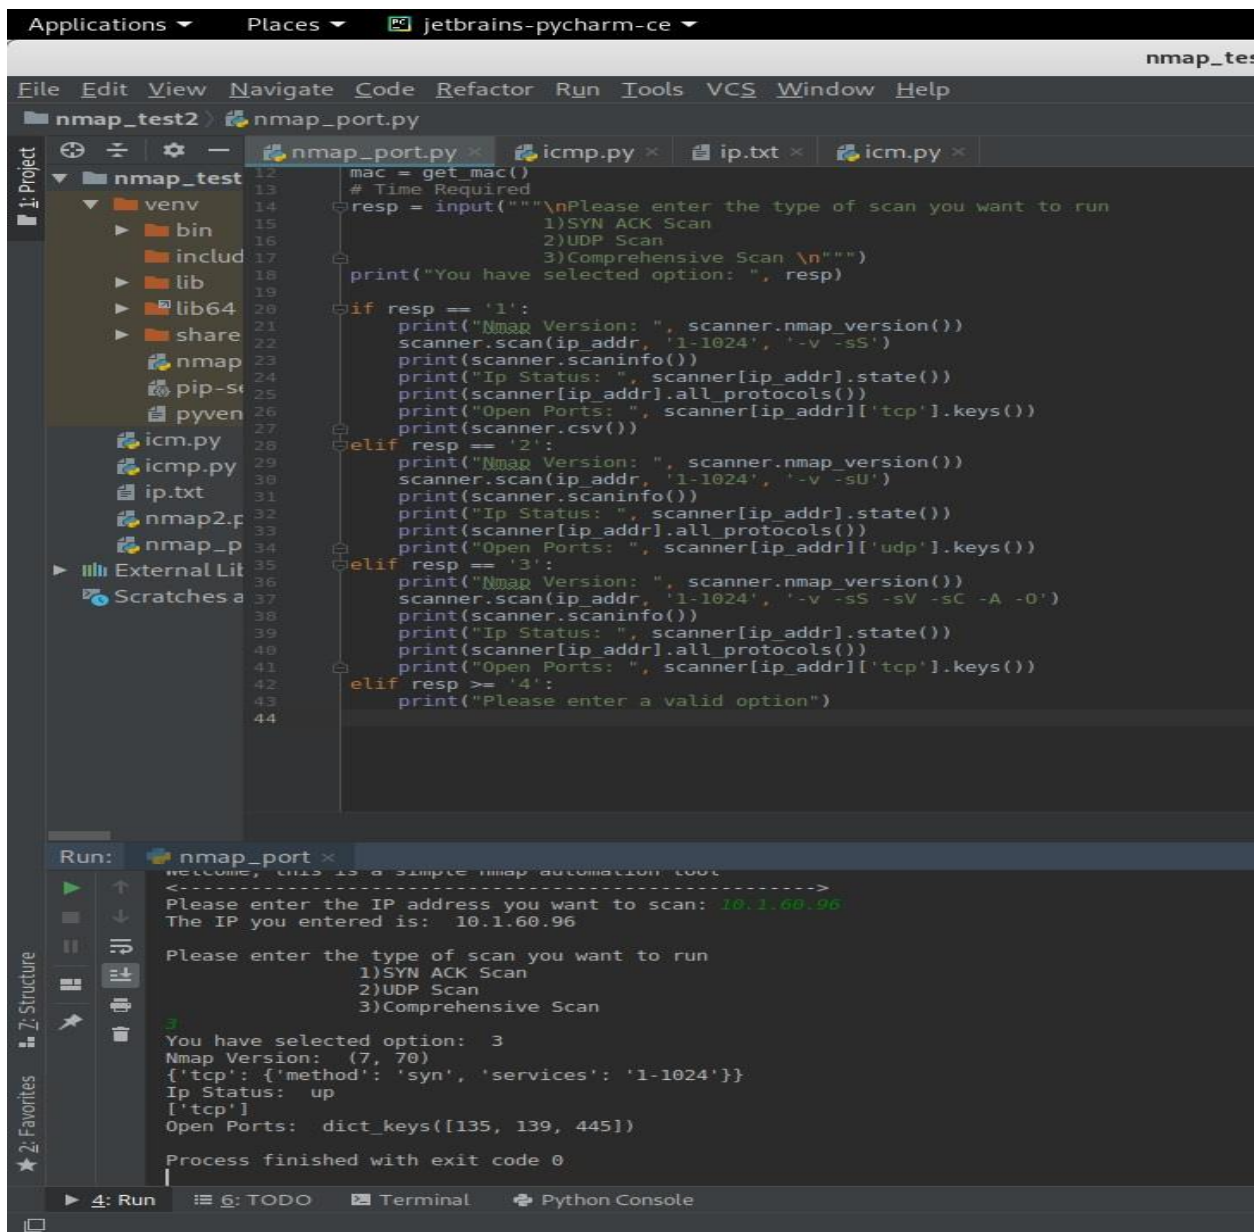 Applications Places jetbrains-pycharm-ce
nmap_tes
File Edit View Navigate Code Refactor Run Tools VCS Window Help
nmap_test2 nmap_port.py
1: Project
nmap_port.py icmp.py ip.txt icm.py
nmap_test
venv
bin
includ
lib
lib64
share
nmap
pip-se
pyven
icm.py
icmp.py
ip.txt
nmap2.p
nmap_p
External Lib
Scratches a
12 mac = get_mac()
13 # Time Required
14 resp = input("""\nPlease enter the type of scan you want to run
15 1)SYN ACK Scan
16 2)UDP Scan
17 3)Comprehensive Scan \n""")
18 print("You have selected option: ", resp)
19
20 if resp == '1':
21 print("Nmap Version: ", scanner.nmap_version())
22 scanner.scan(ip_addr, '1-1024', '-v -sS')
23 print(scanner.scaninfo())
24 print("Ip Status: ", scanner[ip_addr].state())
25 print(scanner[ip_addr].all_protocols())
26 print("Open Ports: ", scanner[ip_addr]['tcp'].keys())
27 print(scanner.csv())
28 elif resp == '2':
29 print("Nmap Version: ", scanner.nmap_version())
30 scanner.scan(ip_addr, '1-1024', '-v -sU')
31 print(scanner.scaninfo())
32 print("Ip Status: ", scanner[ip_addr].state())
33 print(scanner[ip_addr].all_protocols())
34 print("Open Ports: ", scanner[ip_addr]['udp'].keys())
35 elif resp == '3':
36 print("Nmap Version: ", scanner.nmap_version())
37 scanner.scan(ip_addr, '1-1024', '-v -sS -sV -sC -A -O')
38 print(scanner.scaninfo())
39 print("Ip Status: ", scanner[ip_addr].state())
40 print(scanner[ip_addr].all_protocols())
41 print("Open Ports: ", scanner[ip_addr]['tcp'].keys())
42 elif resp >= '4':
43 print("Please enter a valid option")
44
Run: nmap_port
Welcome, this is a simple nmap automation tool
<----------------------------------------------------->
Please enter the IP address you want to scan: 10.1.60.96
The IP you entered is: 10.1.60.96
Please enter the type of scan you want to run
1)SYN ACK Scan
2)UDP Scan
3)Comprehensive Scan
3
You have selected option: 3
Nmap Version: (7, 70)
{'tcp': {'method': 'syn', 'services': '1-1024'}}
Ip Status: up
['tcp']
Open Ports: dict_keys([135, 139, 445])
Process finished with exit code 0
7: Structure
2: Favorites
4: Run 6: TODO Terminal Python Console